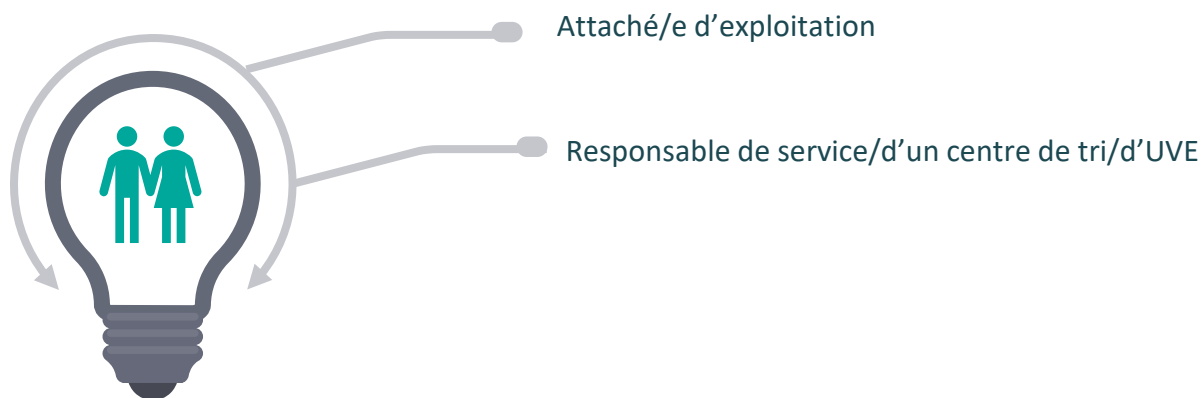 Attaché/e d’exploitation
Responsable de service/d’un centre de tri/d’UVE